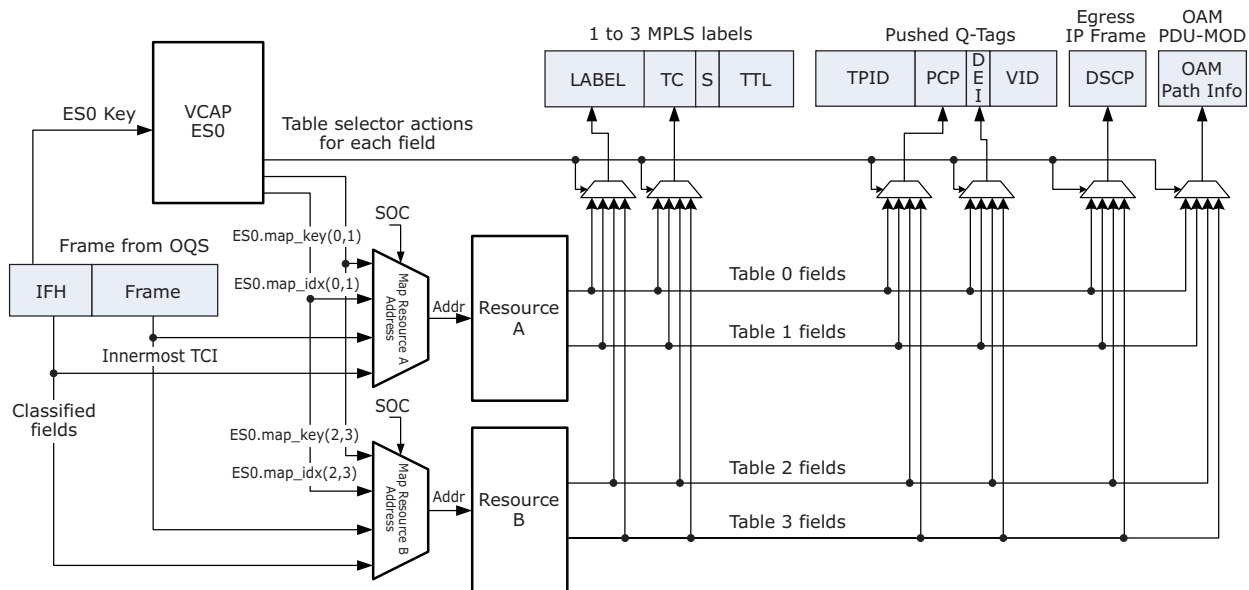 1 to 3 MPLS labels
Pushed Q-Tags
Egress
IP Frame
OAM
PDU-MOD
LABEL
TC
S
TTL
TPID
PCP
DEI
VID
DSCP
OAM
Path Info
ES0 Key
VCAP
ES0
Table selector actions
for each field
Frame from OQS
IFH
Frame
SOC
ES0.map_key(0,1)
ES0.map_idx(0,1)
Map Resource A
Address
Addr
Resource
A
Table 0 fields
Table 1 fields
Innermost TCI
Classified
fields
SOC
ES0.map_key(2,3)
ES0.map_idx(2,3)
Map Resource B
Address
Addr
Resource
B
Table 2 fields
Table 3 fields